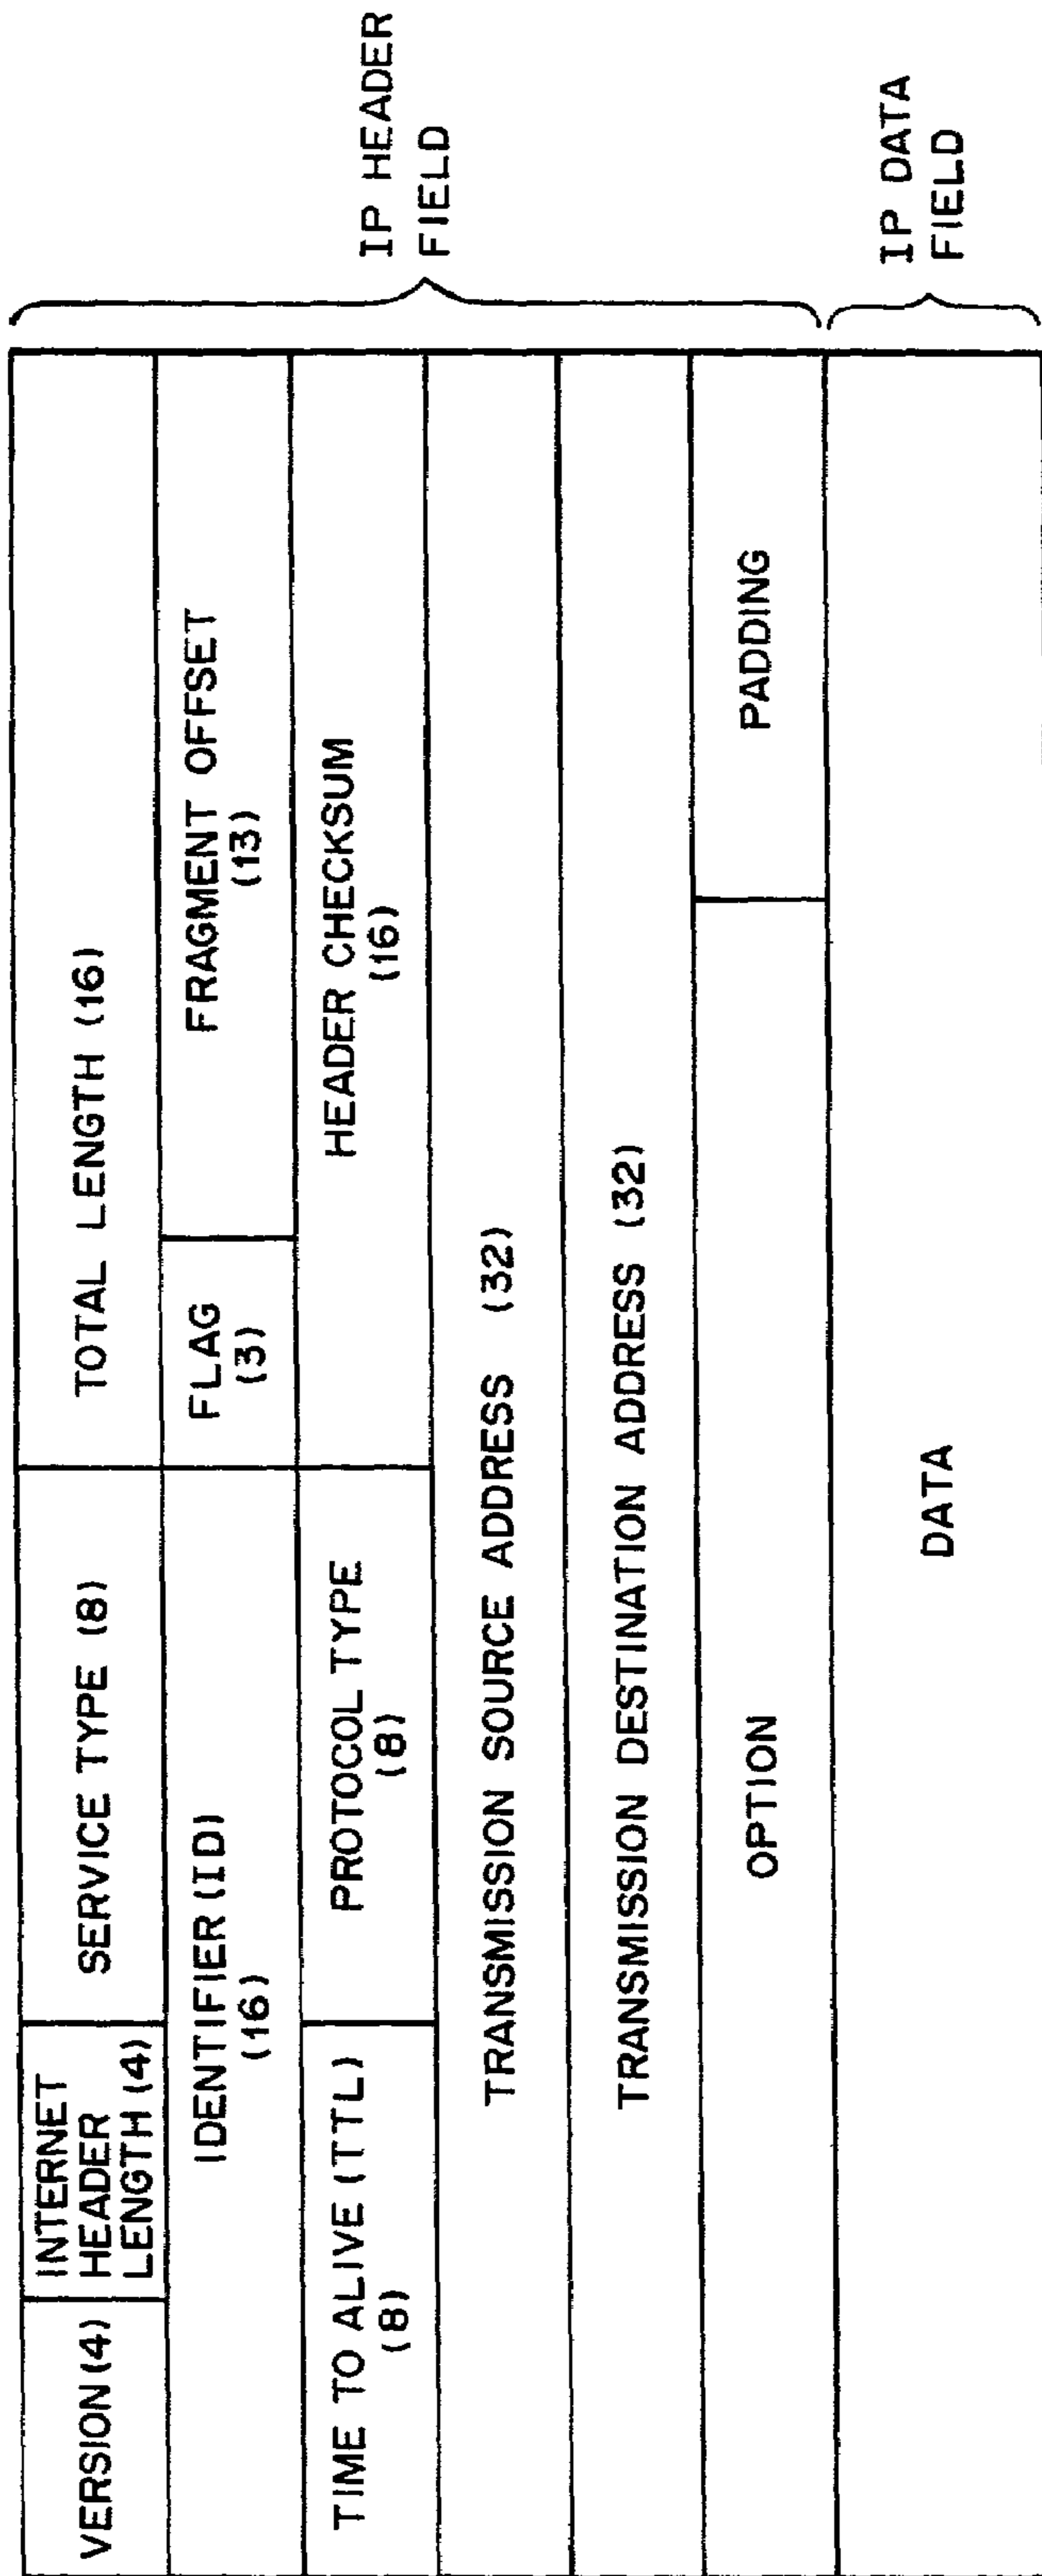 VERSION (4)
INTERNET
HEADER
LENGTH (4)
SERVICE TYPE (8)
TOTAL LENGTH (16)
IDENTIFIER (ID)
(16)
FLAG
(3)
FRAGMENT OFFSET
(13)
TIME TO ALIVE (TTL)
(8)
PROTOCOL TYPE
(8)
HEADER CHECKSUM
(16)
TRANSMISSION SOURCE ADDRESS (32)
TRANSMISSION DESTINATION ADDRESS (32)
OPTION
PADDING
IP HEADER
FIELD
DATA
IP DATA
FIELD